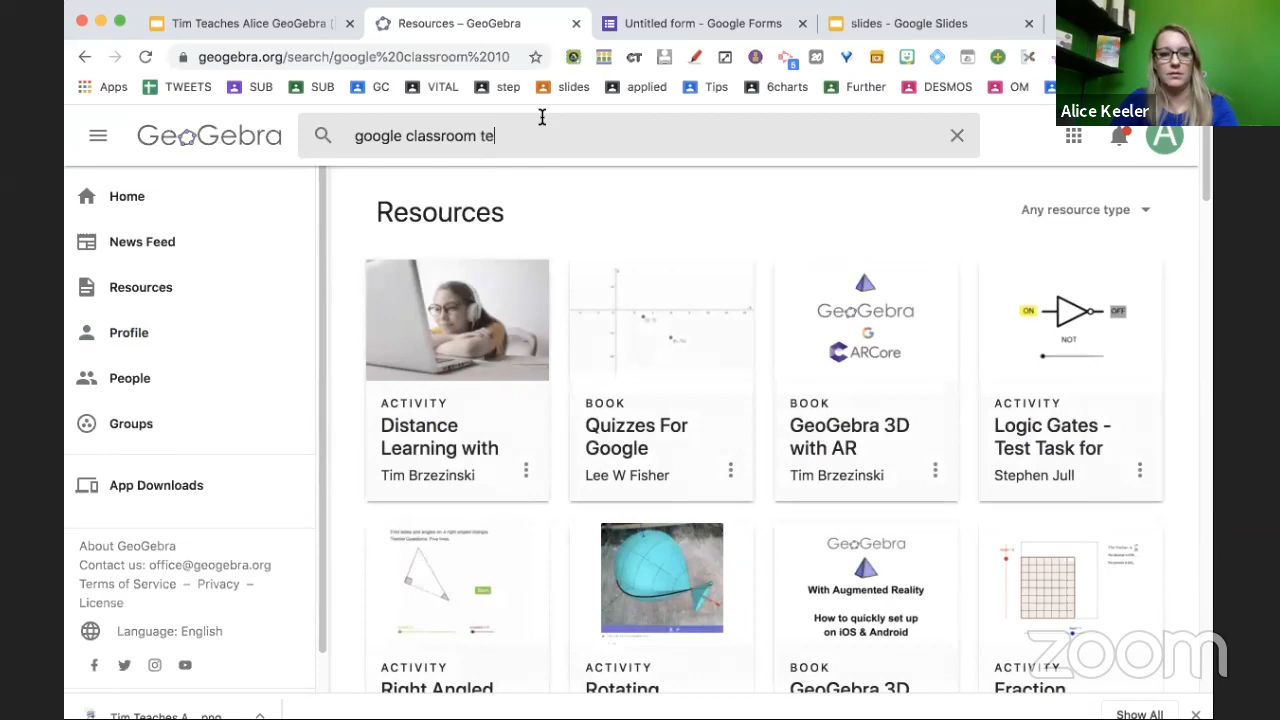 Tim Teaches Alice GeoGebra (
Resources – GeoGebra
Untitled form - Google Forms
slides - Google Slides
geogebra.org/search/google%20classroom%2010
Apps
TWEETS
SUB
SUB
GC
VITAL
step
slides
applied
Tips
6charts
Further
DESMOS
OM
Alice Keeler
GeoGebra
google classroom te
A
Home
News Feed
Resources
Profile
People
Groups
App Downloads
About GeoGebra
Contact us: office@geogebra.org
Terms of Service – Privacy –
License
Language: English
Resources
Any resource type
ACTIVITY
Distance
Learning with
Tim Brzezinski
BOOK
Quizzes For
Google
Lee W Fisher
GeoGebra
G
ARCore
BOOK
GeoGebra 3D
with AR
Tim Brzezinski
ON
OFF
NOT
ACTIVITY
Logic Gates -
Test Task for
Stephen Jull
ACTIVITY
Right Angled
ACTIVITY
Rotating
GeoGebra
With Augmented Reality
How to quickly set up
on iOS & Android
BOOK
GeoGebra 3D
ACTIVITY
Fraction
zoom
Tim Teaches A....png
Show All